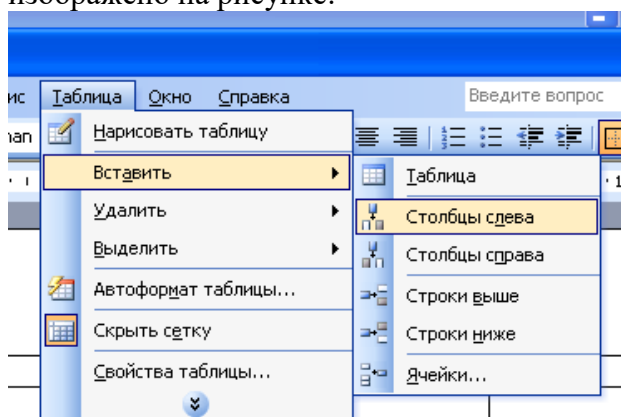 изображено на рисунке.
Таблица Окно Справка Введите вопрос
Нарисовать таблицу
Вставить
Удалить
Выделить
Автоформат таблицы...
Скрыть сетку
Свойства таблицы...
Таблица
Столбцы слева
Столбцы справа
Строки выше
Строки ниже
Ячейки...